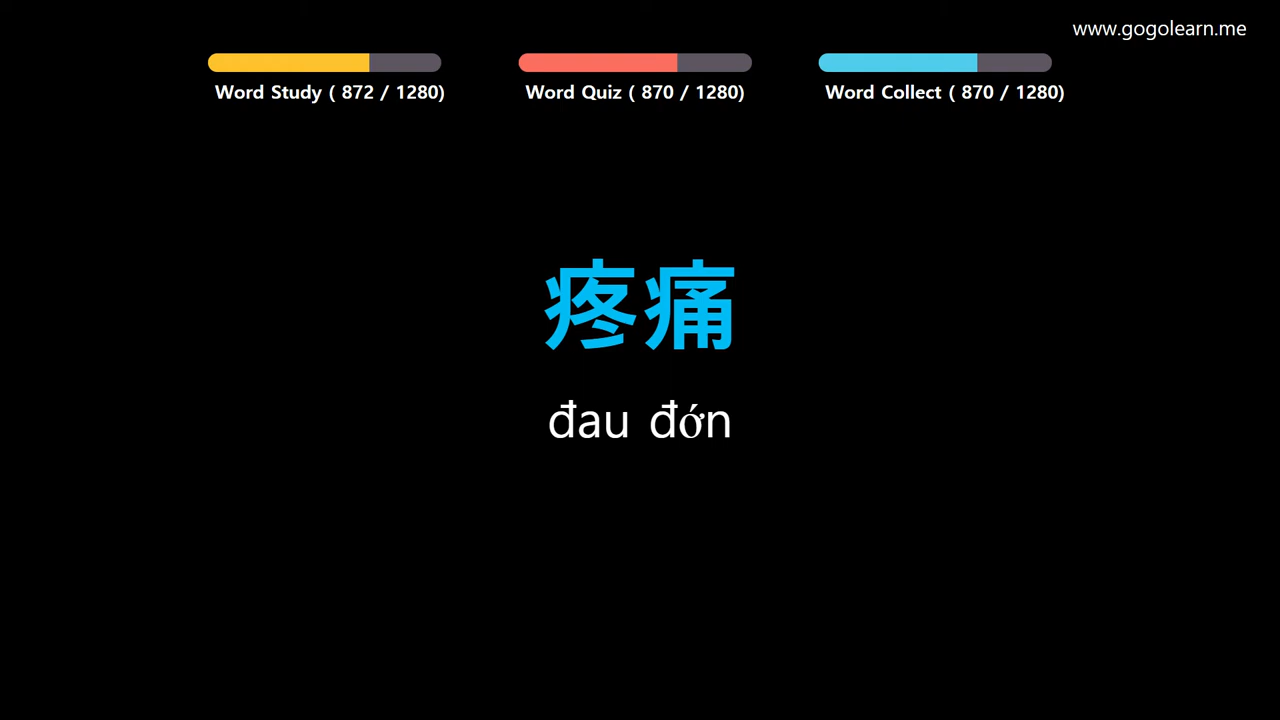 www.gogolearn.me
Word Study ( 872 / 1280)
Word Quiz ( 870 / 1280)
Word Collect ( 870 / 1280)
疼痛
đau đớn